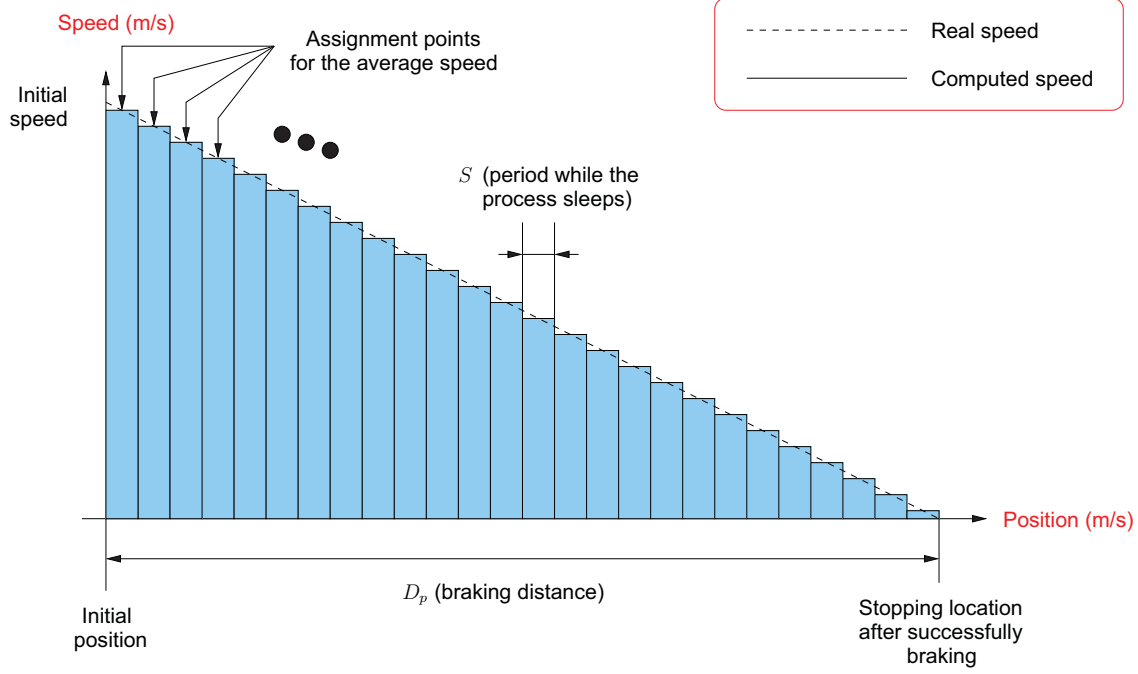 Speed (m/s)
Assignment points
for the average speed
Real speed
Computed speed
Initial
speed
S (period while the
process sleeps)
Position (m/s)
D_p (braking distance)
Initial
position
Stopping location
after successfully
braking